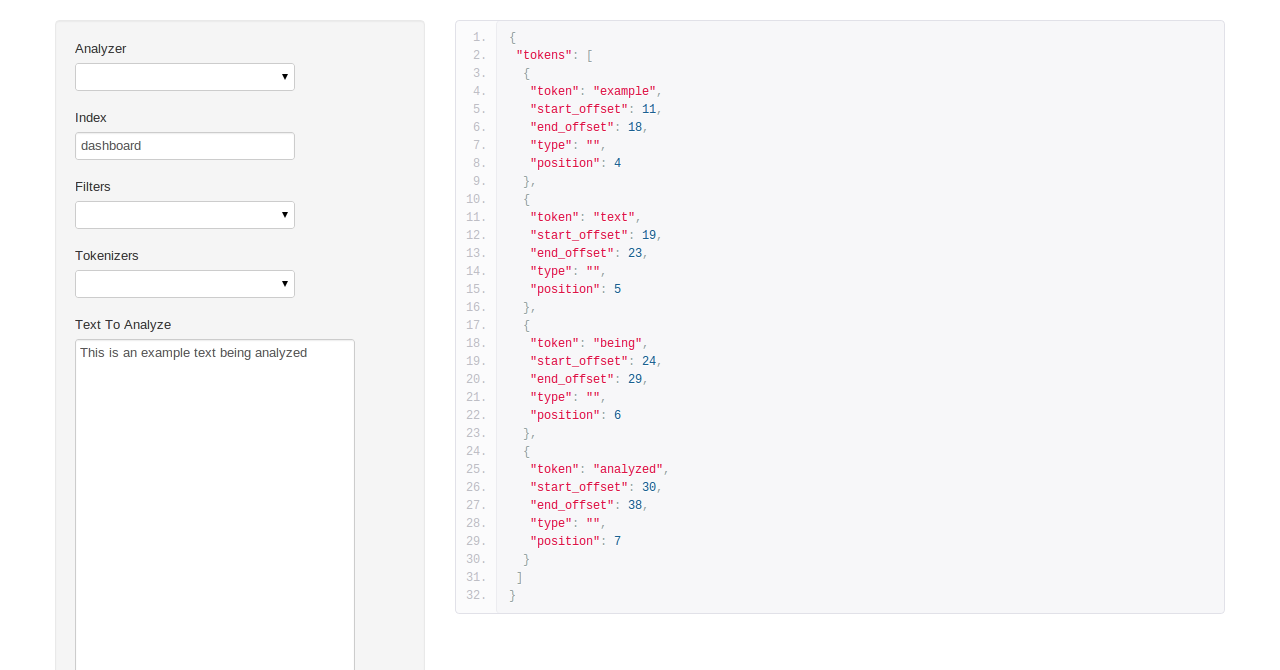 Analyzer
Index
dashboard
Filters
Tokenizers
Text To Analyze
This is an example text being analyzed
1. {
2. "tokens": [
3. {
4. "token": "example",
5. "start_offset": 11,
6. "end_offset": 18,
7. "type": "",
8. "position": 4
9. },
10. {
11. "token": "text",
12. "start_offset": 19,
13. "end_offset": 23,
14. "type": "",
15. "position": 5
16. },
17. {
18. "token": "being",
19. "start_offset": 24,
20. "end_offset": 29,
21. "type": "",
22. "position": 6
23. },
24. {
25. "token": "analyzed",
26. "start_offset": 30,
27. "end_offset": 38,
28. "type": "",
29. "position": 7
30. }
31. ]
32. }